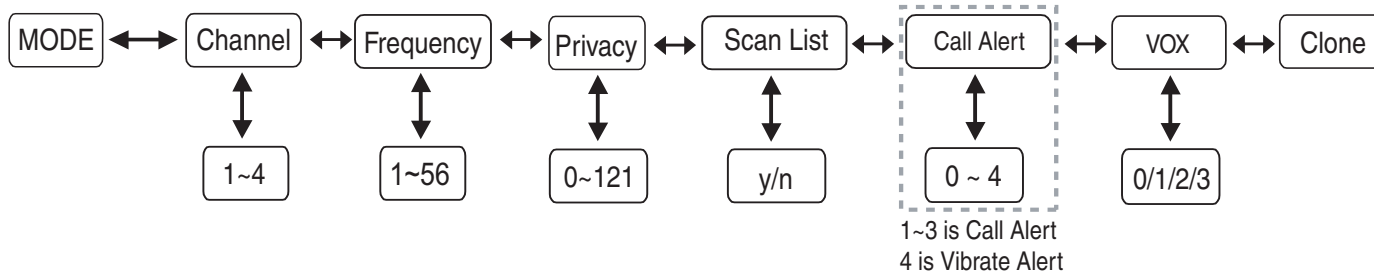 MODE Channel Frequency Privacy Scan List Call Alert VOX Clone
1~4 1~56 0~121 y/n 0 ~ 4 0/1/2/3
1~3 is Call Alert
4 is Vibrate Alert